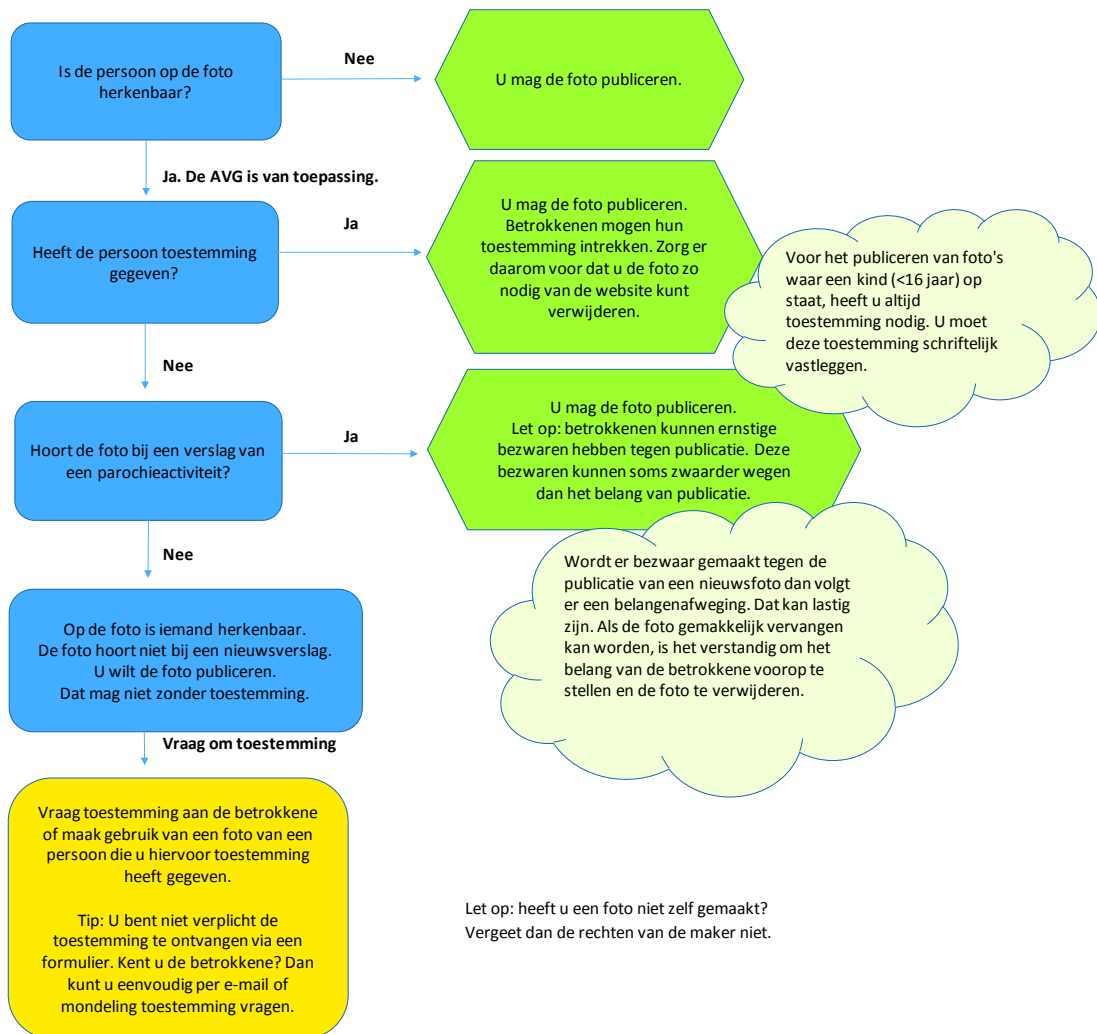 Is de persoon op de foto
herkenbaar?
Nee
U mag de foto publiceren.
Ja. De AVG is van toepassing.
Heeft de persoon toestemming
gegeven?
Ja
U mag de foto publiceren.
Betrokkenen mogen hun
toestemming intrekken. Zorg er
daarom voor dat u de foto zo
nodig van de website kunt
verwijderen.
Voor het publiceren van foto's
waar een kind (<16 jaar) op
staat, heeft u altijd
toestemming nodig. U moet
deze toestemming schriftelijk
vastleggen.
Nee
Hoort de foto bij een verslag van
een parochieactiviteit?
Ja
U mag de foto publiceren.
Let op: betrokkenen kunnen ernstige
bezwaren hebben tegen publicatie. Deze
bezwaren kunnen soms zwaarder wegen
dan het belang van publicatie.
Nee
Wordt er bezwaar gemaakt tegen de
publicatie van een nieuwsfoto dan volgt
er een belangenafweging. Dat kan lastig
zijn. Als de foto gemakkelijk vervangen
kan worden, is het verstandig om het
belang van de betrokkene voorop te
stellen en de foto te verwijderen.
Op de foto is iemand herkenbaar.
De foto hoort niet bij een nieuwsverslag.
U wilt de foto publiceren.
Dat mag niet zonder toestemming.
Vraag om toestemming
Vraag toestemming aan de betrokkene
of maak gebruik van een foto van een
persoon die u hiervoor toestemming
heeft gegeven.
Tip: U bent niet verplicht de
toestemming te ontvangen via een
formulier. Kent u de betrokkene? Dan
kunt u eenvoudig per e-mail of
mondeling toestemming vragen.
Let op: heeft u een foto niet zelf gemaakt?
Vergeet dan de rechten van de maker niet.